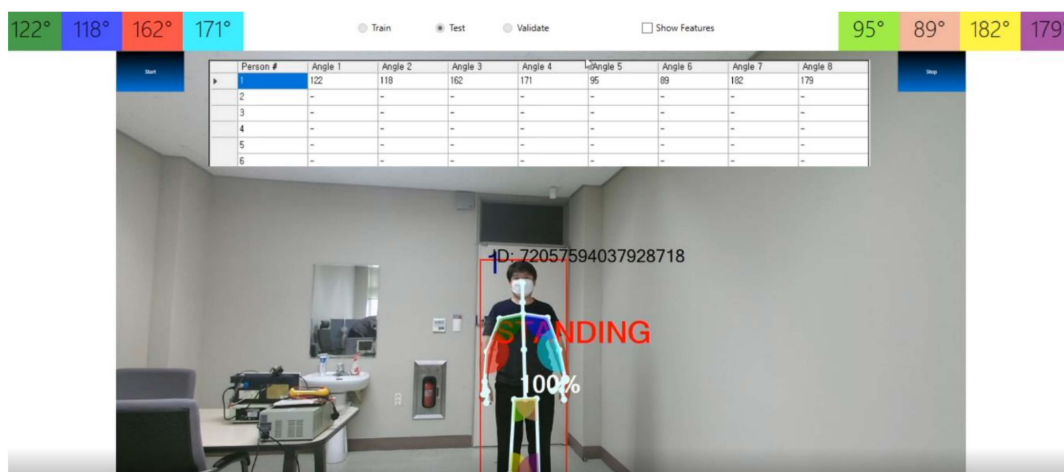 122° 118° 162° 171° Train Test Validate Show Features 95° 89° 182° 179°
Start Stop
Person # Angle 1 Angle 2 Angle 3 Angle 4 Angle 5 Angle 6 Angle 7 Angle 8
1 122 118 162 171 95 89 182 179
2 - - - - - - - -
3 - - - - - - - -
4 - - - - - - - -
5 - - - - - - - -
6 - - - - - - - -
ID: 72057594037928718
1
STANDING
100%